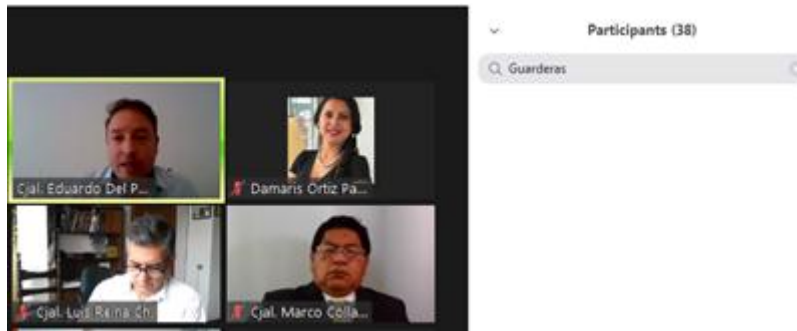 Participants (38)
Guarderas
Cjal. Eduardo Del P...
Damaris Ortiz Pa...
Cjal. Luis Reina Ch...
Cjal. Marco Colla...